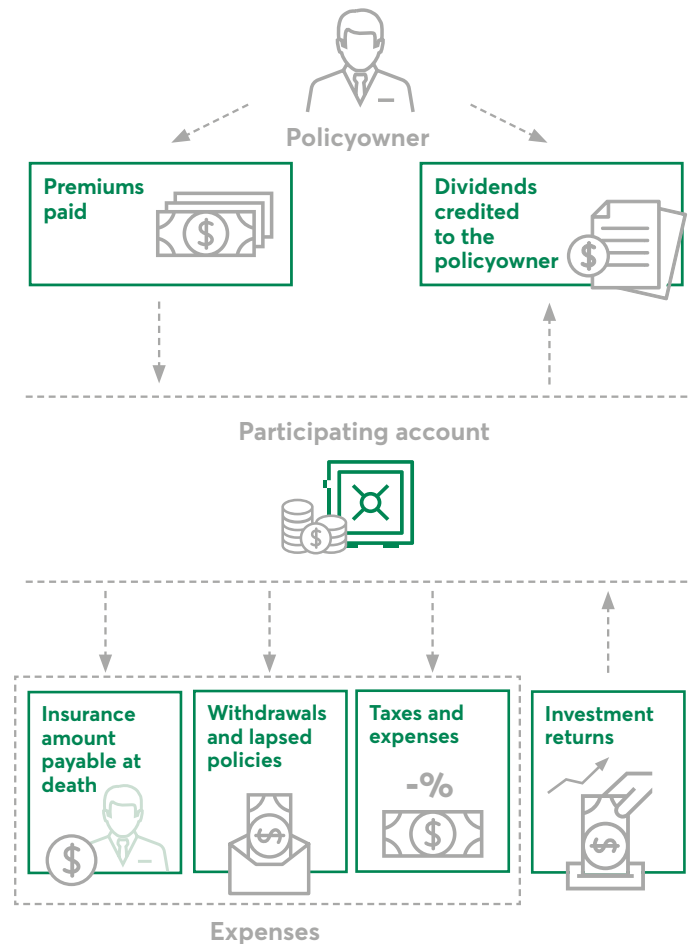 Policyowner
Premiums
paid
$
Dividends
credited
to the
policyowner
$
Participating account
$
Insurance
amount
payable at
death
$
Withdrawals
and lapsed
policies
$
Taxes and
expenses
-%
$
Investment
returns
$
Expenses